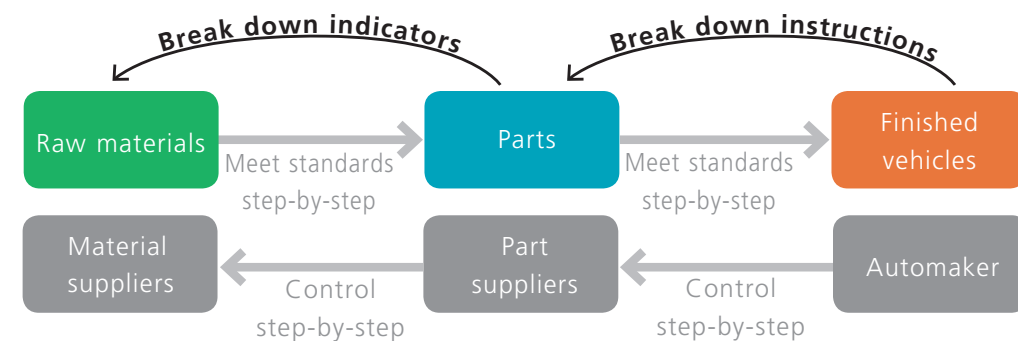 Break down indicators
Break down instructions
Raw materials
Meet standards
step-by-step
Parts
Meet standards
step-by-step
Finished
vehicles
Material
suppliers
Control
step-by-step
Part
suppliers
Control
step-by-step
Automaker